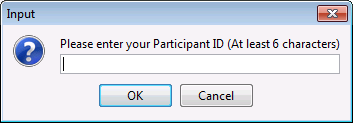 Input
Please enter your Participant ID (At least 6 characters)
OK
Cancel